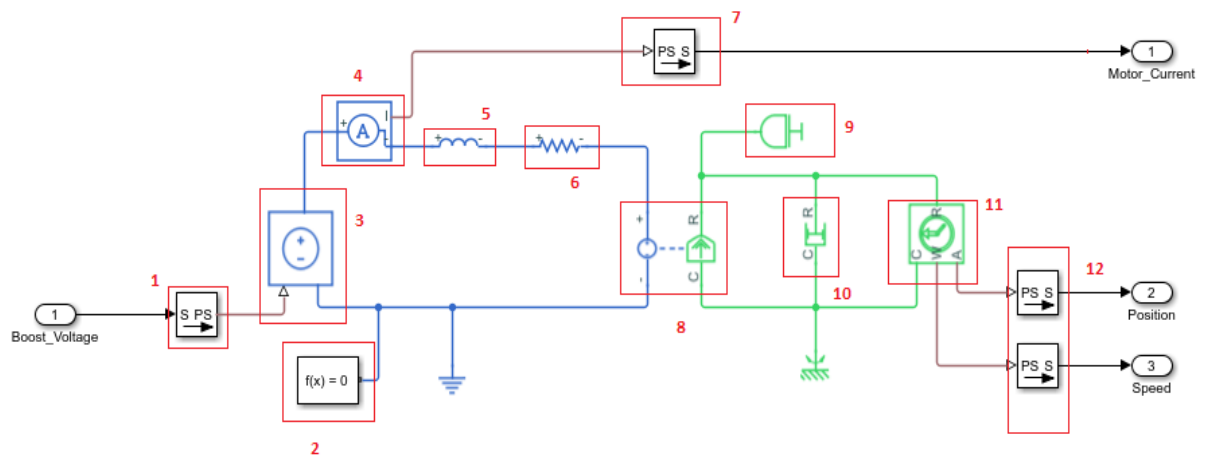 7
PS S
1
Motor_Current
4
+ A I -
5
+ -
6
+ -
9
3
+
-
+
-
R
C
8
R
C
10
11
R
C W A
12
1
1
Boost_Voltage
S PS
f(x) = 0
2
PS S
2
Position
PS S
3
Speed